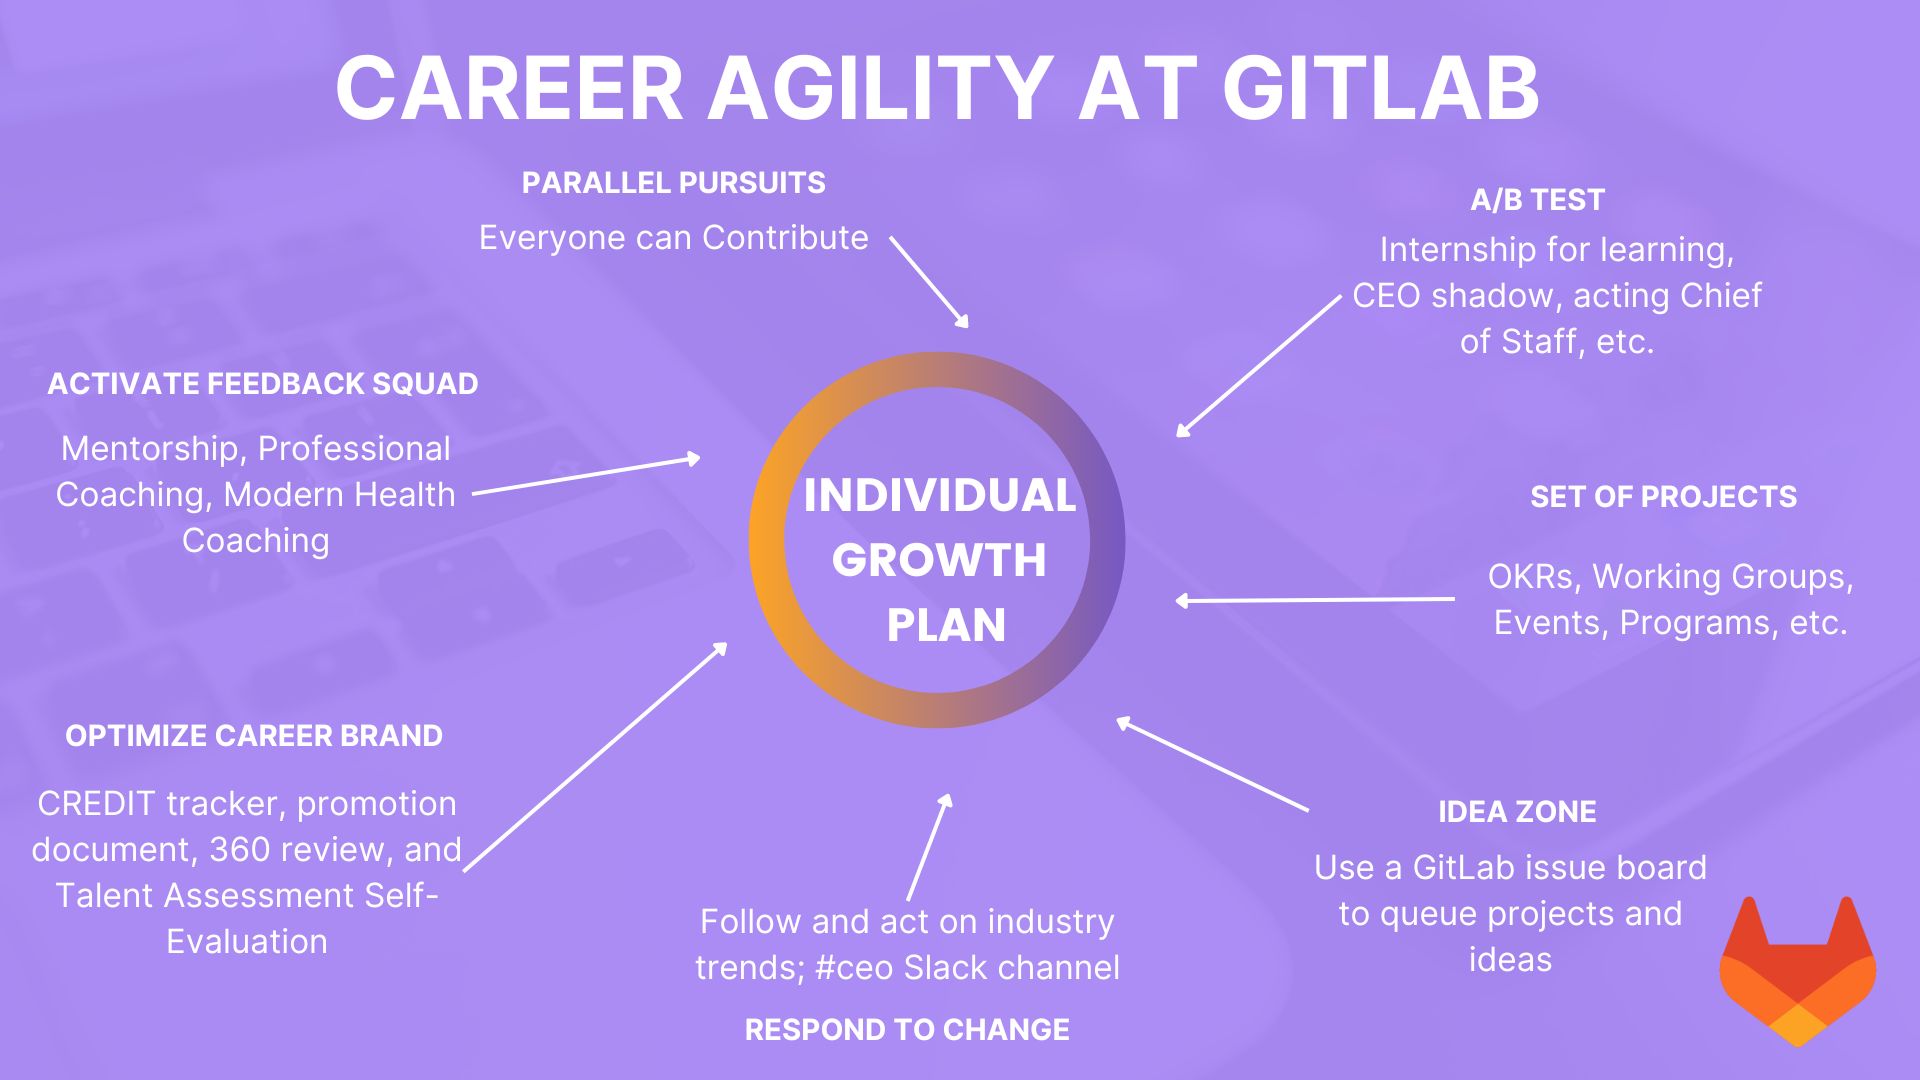 CAREER AGILITY AT GITLAB
PARALLEL PURSUITS
Everyone can Contribute
A/B TEST
Internship for learning,
CEO shadow, acting Chief
of Staff, etc.
ACTIVATE FEEDBACK SQUAD
Mentorship, Professional
Coaching, Modern Health
Coaching
INDIVIDUAL
GROWTH
PLAN
SET OF PROJECTS
OKRs, Working Groups,
Events, Programs, etc.
OPTIMIZE CAREER BRAND
CREDIT tracker, promotion
document, 360 review, and
Talent Assessment Self-
Evaluation
IDEA ZONE
Use a GitLab issue board
to queue projects and
ideas
Follow and act on industry
trends; #ceo Slack channel
RESPOND TO CHANGE